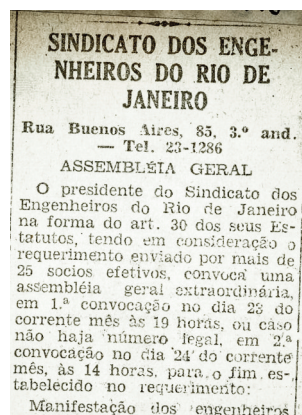 SINDICATO DOS ENGE-
NHEIROS DO RIO DE
JANEIRO
Rua Buenos Aires, 85, 3.º and.
— Tel. 23-1286
ASSEMBLÉIA GERAL
O presidente do Sindicato dos
Engenheiros do Rio de Janeiro
na forma do art. 30 dos seus Es-
tatutos, tendo em consideração o
requerimento enviado por mais de
25 socios efetivos, convoca uma
assembléia geral extraordinária,
em 1.ª convocação no dia 23 do
corrente mês às 19 horas, ou caso
não haja número legal, em 2.ª
convocação no dia 24 do corrente
mês, às 14 horas, para o fim es-
tabelecido no requerimento:
Manifestação dos engenheiros